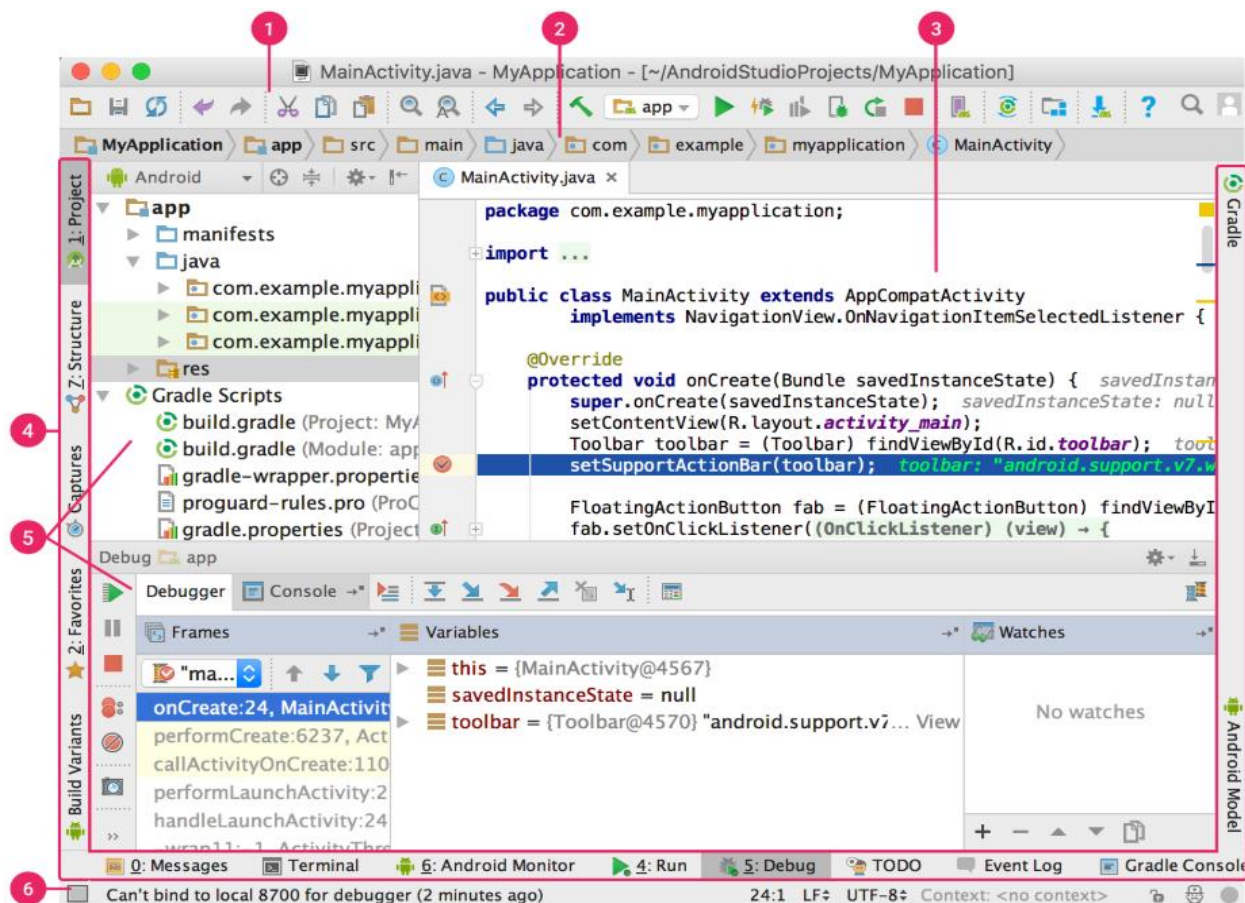 1
2
3
MainActivity.java - MyApplication - [~/AndroidStudioProjects/MyApplication]
app
?
MyApplication app src main java com example myapplication MainActivity
1: Project
Z: Structure
Captures
2: Favorites
Build Variants
4
5
6
Android
app
manifests
java
com.example.myappli
com.example.myappli
com.example.myappli
res
Gradle Scripts
build.gradle (Project: MyA
build.gradle (Module: app
gradle-wrapper.propertie
proguard-rules.pro (ProC
gradle.properties (Project
MainActivity.java ×
package com.example.myapplication;
import ...
public class MainActivity extends AppCompatActivity
implements NavigationView.OnNavigationItemSelectedListener {
@Override
protected void onCreate(Bundle savedInstanceState) { savedInstan
super.onCreate(savedInstanceState); savedInstanceState: null
setContentView(R.layout.activity_main);
Toolbar toolbar = (Toolbar) findViewById(R.id.toolbar); tool
setSupportActionBar(toolbar); toolbar: "android.support.v7.w
FloatingActionButton fab = (FloatingActionButton) findViewByI
fab.setOnClickListener((OnClickListener) (view) → {
Gradle
Android Model
Debug app
Debugger Console
Frames
Variables
Watches
"ma...
onCreate:24, MainActivit
performCreate:6237, Act
callActivityOnCreate:110
performLaunchActivity:2
handleLaunchActivity:24
this = {MainActivity@4567}
savedInstanceState = null
toolbar = {Toolbar@4570} "android.support.v7... View
No watches
0: Messages Terminal 6: Android Monitor 4: Run 5: Debug TODO Event Log Gradle Console
Can't bind to local 8700 for debugger (2 minutes ago) 24:1 LF UTF-8 Context: <no context>